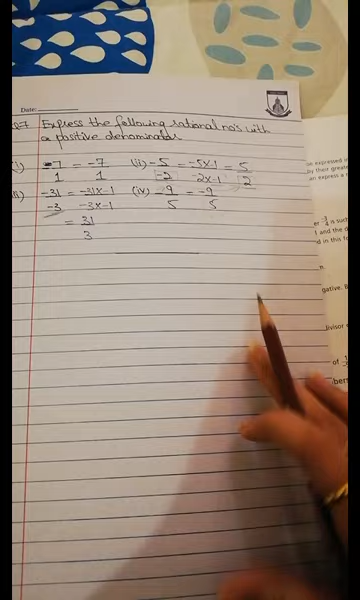 Date:
Q7 Express the following rational no's with
a positive denominator
(i) -7/1 = -7/1 (ii) -5/-2 = -5×-1/-2×-1 = 5/2
(iii) -31/-3 = -31×-1/-3×-1 (iv) -9/5 = -9/5
= 31/3